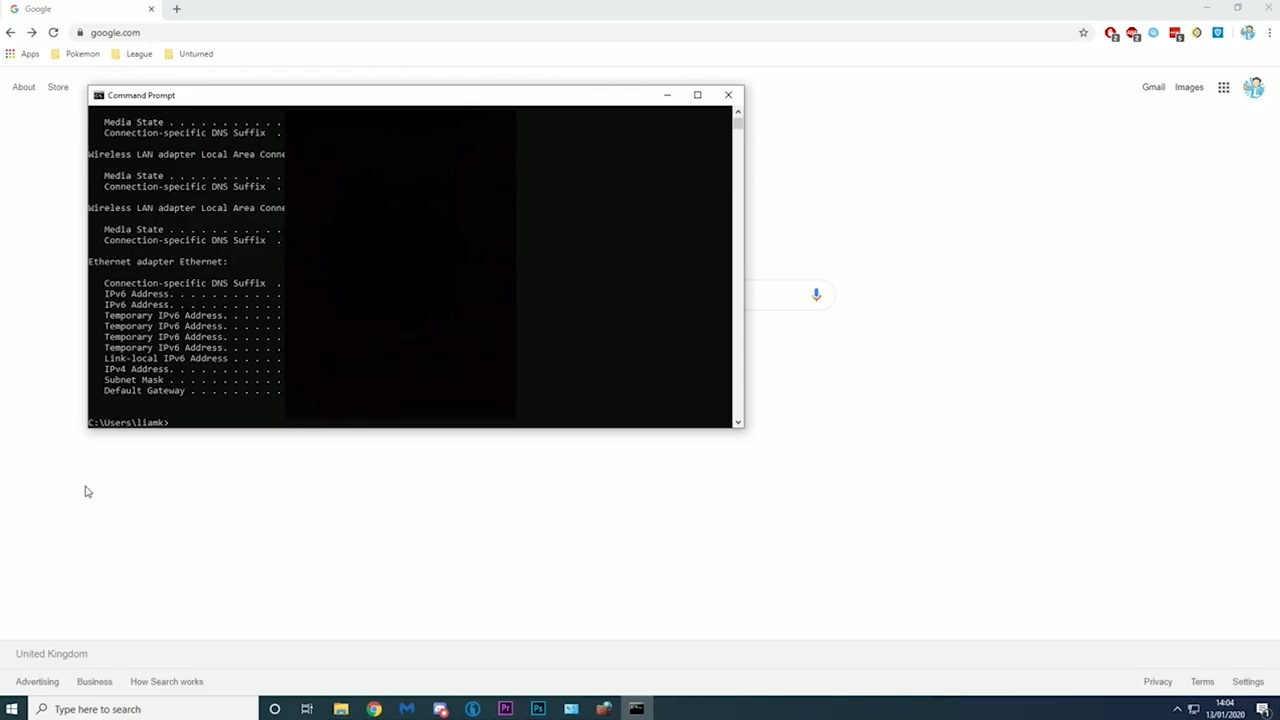 Google
google.com
Apps Pokemon League Unturned
About Store Gmail Images
Command Prompt
Media State . . . . . . . . . . .
Connection-specific DNS Suffix .
Wireless LAN adapter Local Area Conne
Media State . . . . . . . . . . .
Connection-specific DNS Suffix .
Wireless LAN adapter Local Area Conne
Media State . . . . . . . . . . .
Connection-specific DNS Suffix .
Ethernet adapter Ethernet:
Connection-specific DNS Suffix .
IPv6 Address. . . . . . . . . . .
IPv6 Address. . . . . . . . . . .
Temporary IPv6 Address. . . . . .
Temporary IPv6 Address. . . . . .
Temporary IPv6 Address. . . . . .
Temporary IPv6 Address. . . . . .
Link-local IPv6 Address . . . . .
IPv4 Address. . . . . . . . . . .
Subnet Mask . . . . . . . . . . .
Default Gateway . . . . . . . . .
C:\Users\liamk>
United Kingdom
Advertising Business How Search works Privacy Terms Settings
Type here to search 14:04
13/01/2020